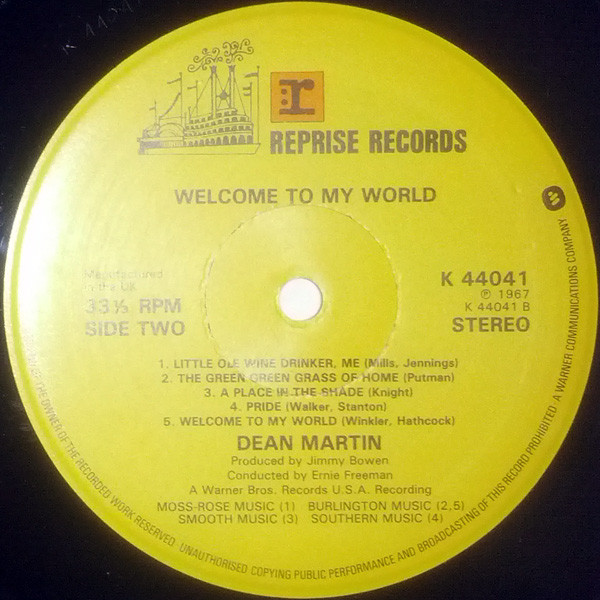 r
REPRISE RECORDS
WELCOME TO MY WORLD
Manufactured
in the UK
33⅓ RPM
SIDE TWO
K 44041
℗ 1967
K 44041 B
STEREO
1. LITTLE OLE WINE DRINKER, ME (Mills, Jennings)
2. THE GREEN GREEN GRASS OF HOME (Putman)
3. A PLACE IN THE SHADE (Knight)
4. PRIDE (Walker, Stanton)
5. WELCOME TO MY WORLD (Winkler, Hathcock)
DEAN MARTIN
Produced by Jimmy Bowen
Conducted by Ernie Freeman
A Warner Bros. Records U.S.A. Recording
MOSS-ROSE MUSIC (1) BURLINGTON MUSIC (2,5)
SMOOTH MUSIC (3) SOUTHERN MUSIC (4)
THE OWNER OF THE RECORDED WORK RESERVED. UNAUTHORISED COPYING PUBLIC PERFORMANCE AND BROADCASTING OF THIS RECORD PROHIBITED. A WARNER COMMUNICATIONS COMPANY